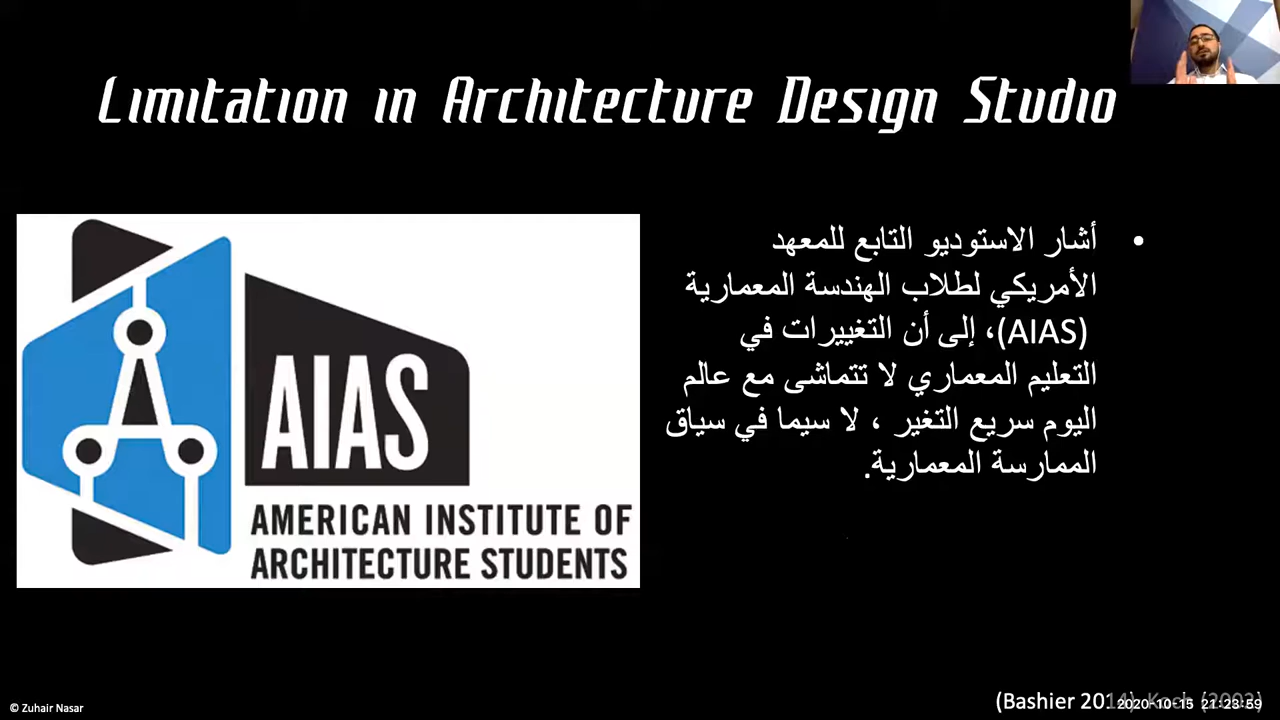 Limitation in Architecture Design Studio
أشار الاستوديو التابع للمعهد
الأمريكي لطلاب الهندسة المعمارية
(AIAS)، إلى أن التغييرات في
التعليم المعماري لا تتماشى مع عالم
اليوم سريع التغير ، لا سيما في سياق
الممارسة المعمارية.
AIAS
AMERICAN INSTITUTE OF
ARCHITECTURE STUDENTS
© Zuhair Nasar
(Bashier 2014) Koch (2002)
2020-10-15 21:23:59